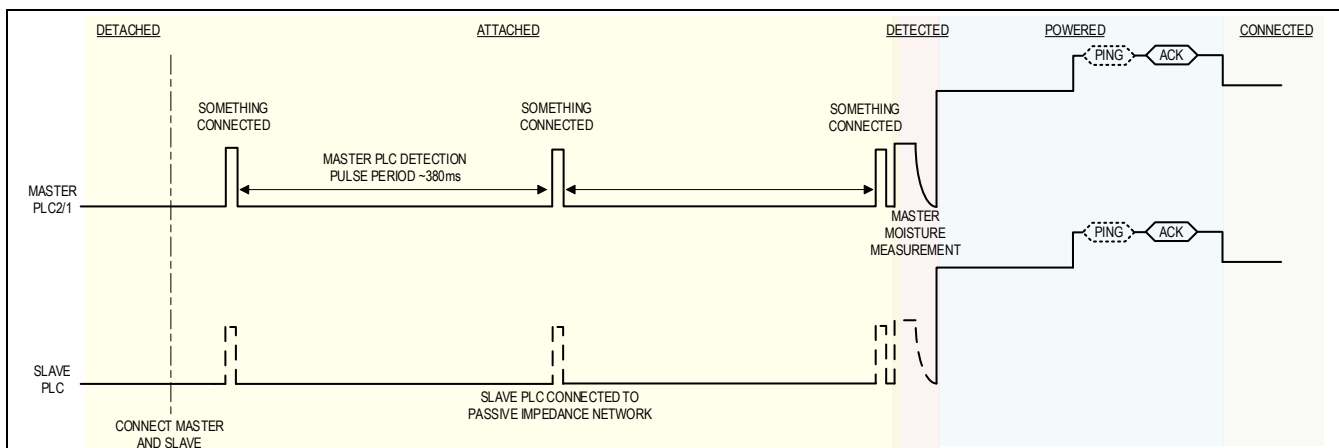 DETACHED
ATTACHED
DETECTED
POWERED
CONNECTED
PING
ACK
SOMETHING
CONNECTED
SOMETHING
CONNECTED
SOMETHING
CONNECTED
MASTER PLC DETECTION
PULSE PERIOD ~380ms
MASTER
PLC2/1
MASTER
MOISTURE
MEASUREMENT
PING
ACK
SLAVE
PLC
SLAVE PLC CONNECTED TO
PASSIVE IMPEDANCE NETWORK
CONNECT MASTER
AND SLAVE